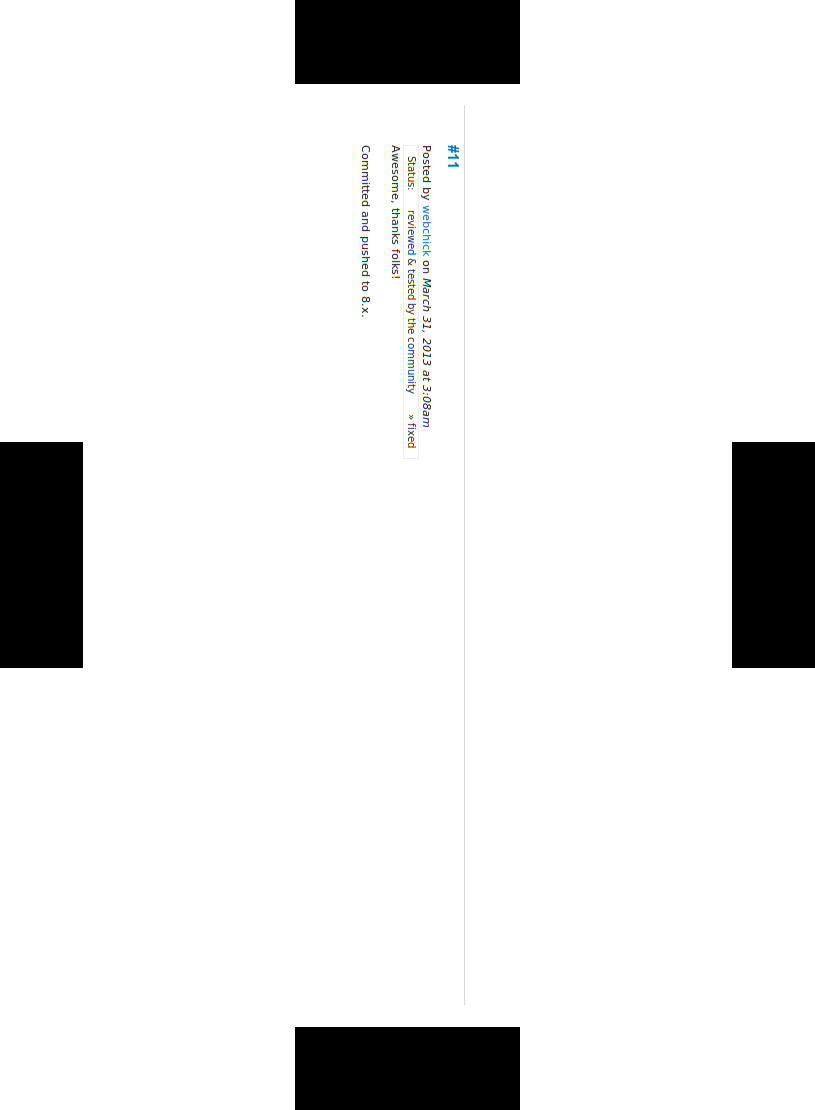 #11
Posted by webchick on March 31, 2013 at 3:08am
Status: reviewed & tested by the community » fixed
Awesome, thanks folks!
Committed and pushed to 8.x.